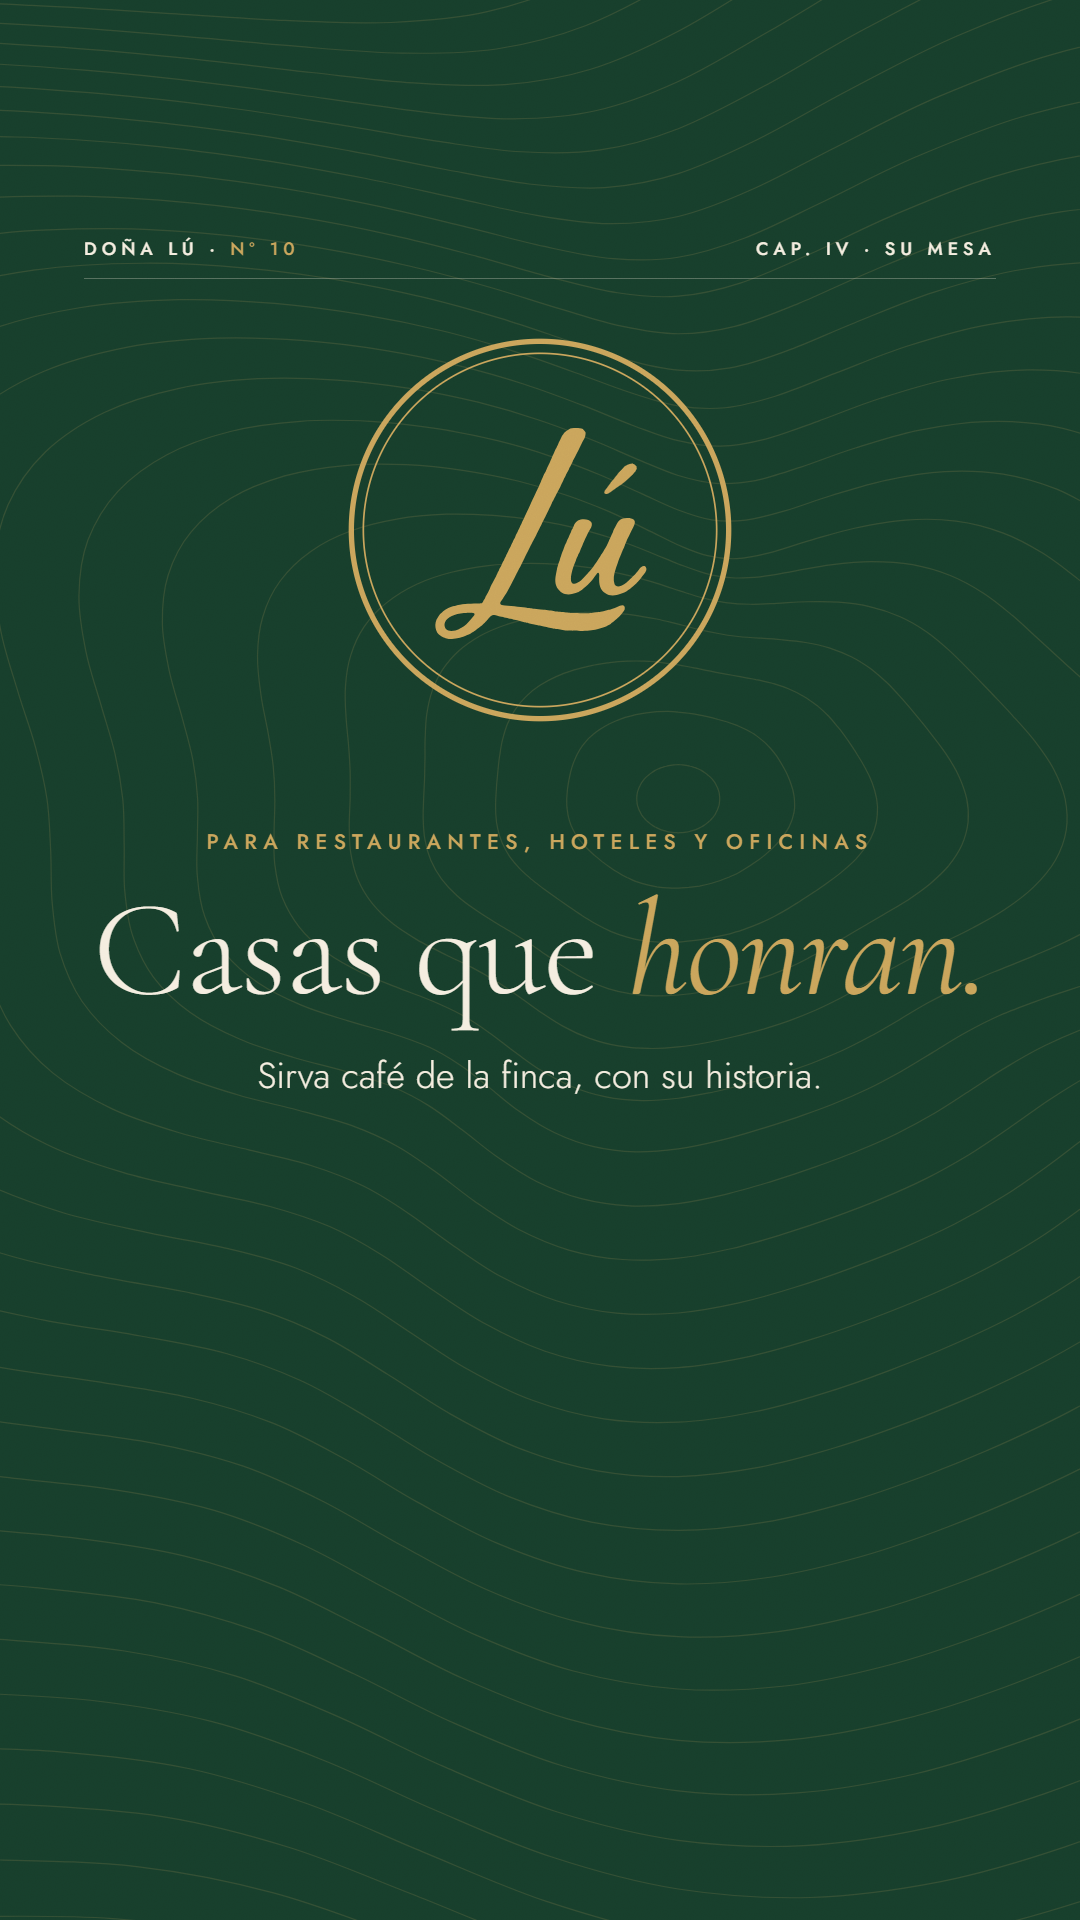 DOÑA LÚ · N° 10
CAP. IV · SU MESA
Lú
PARA RESTAURANTES, HOTELES Y OFICINAS
Casas que honran.
Sirva café de la finca, con su historia.